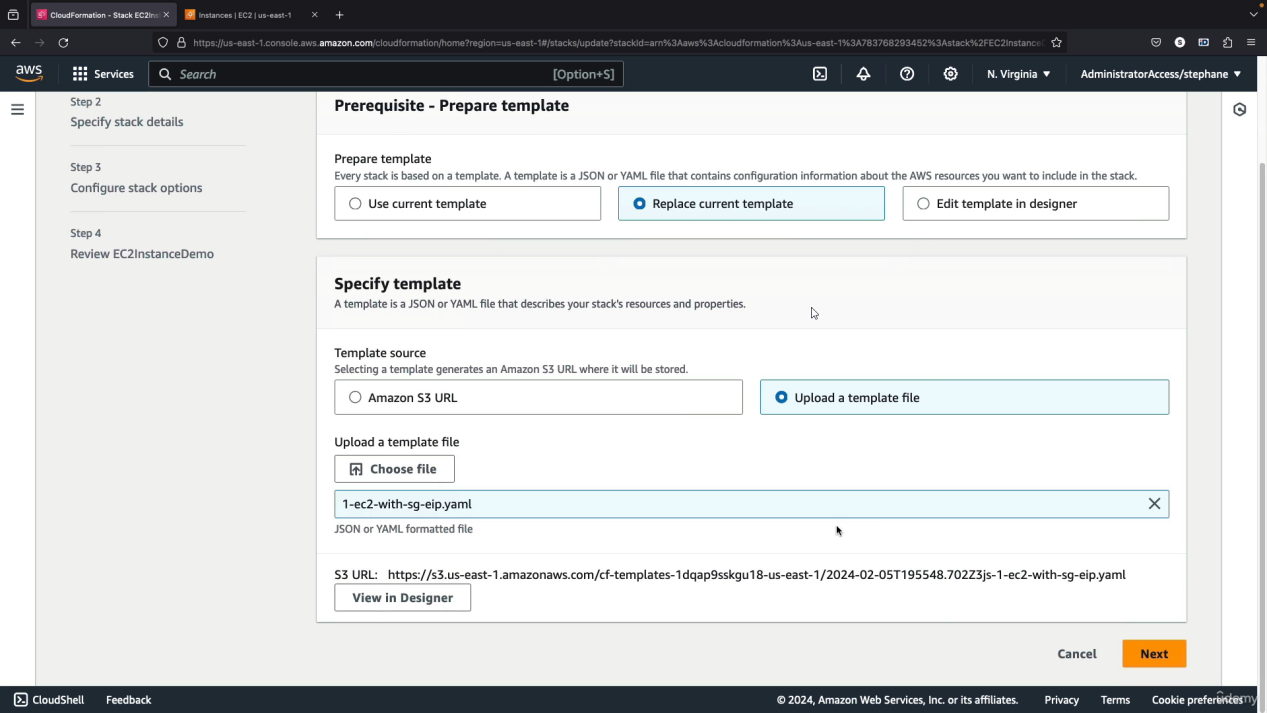 CloudFormation - Stack EC2Ins
Instances | EC2 | us-east-1
https://us-east-1.console.aws.amazon.com/cloudformation/home?region=us-east-1#/stacks/update?stackId=arn%3Aaws%3Acloudformation%3Aus-east-1%3A783768293452%3Astack%2FEC2Instance
aws
Services
Search
[Option+S]
N. Virginia
AdministratorAccess/stephane
Step 2
Specify stack details
Step 3
Configure stack options
Step 4
Review EC2InstanceDemo
Prerequisite - Prepare template
Prepare template
Every stack is based on a template. A template is a JSON or YAML file that contains configuration information about the AWS resources you want to include in the stack.
Use current template
Replace current template
Edit template in designer
Specify template
A template is a JSON or YAML file that describes your stack's resources and properties.
Template source
Selecting a template generates an Amazon S3 URL where it will be stored.
Amazon S3 URL
Upload a template file
Upload a template file
Choose file
1-ec2-with-sg-eip.yaml
JSON or YAML formatted file
S3 URL: https://s3.us-east-1.amazonaws.com/cf-templates-1dqap9sskgu18-us-east-1/2024-02-05T195548.702Z3js-1-ec2-with-sg-eip.yaml
View in Designer
Cancel
Next
CloudShell
Feedback
© 2024, Amazon Web Services, Inc. or its affiliates.
Privacy
Terms
Cookie preferences
Udemy